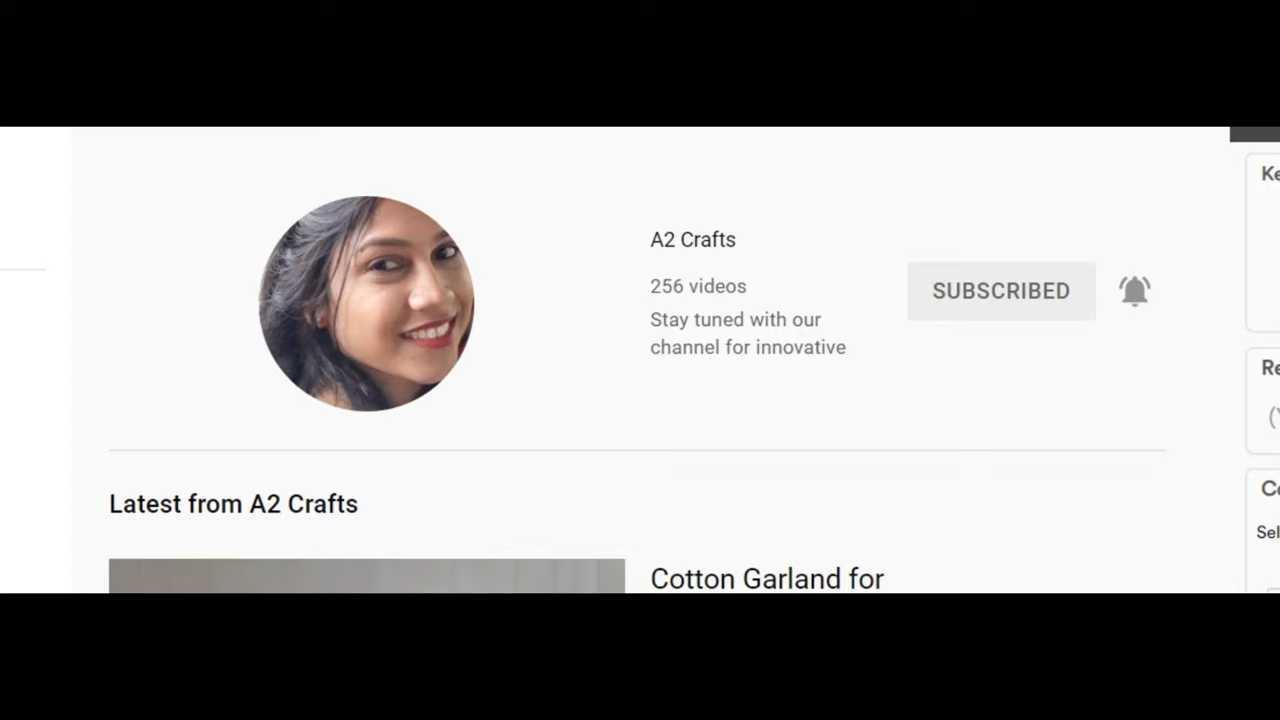 A2 Crafts
256 videos
Stay tuned with our
channel for innovative
SUBSCRIBED
Latest from A2 Crafts
Cotton Garland for